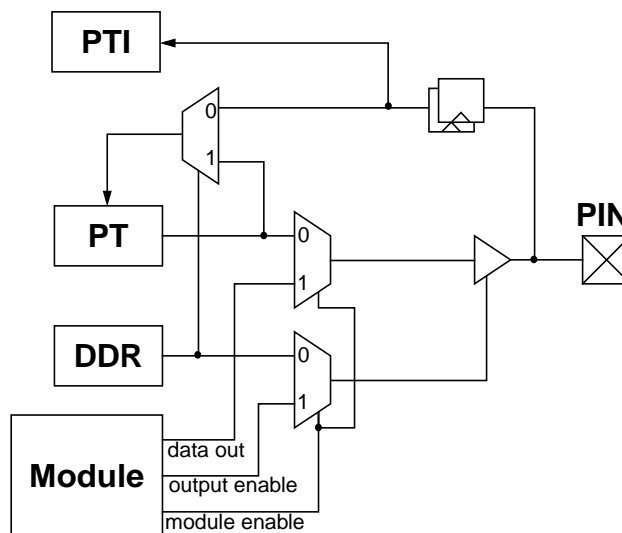 PTI
0
1
PT
PIN
0
1
DDR
0
1
Module
data out
output enable
module enable